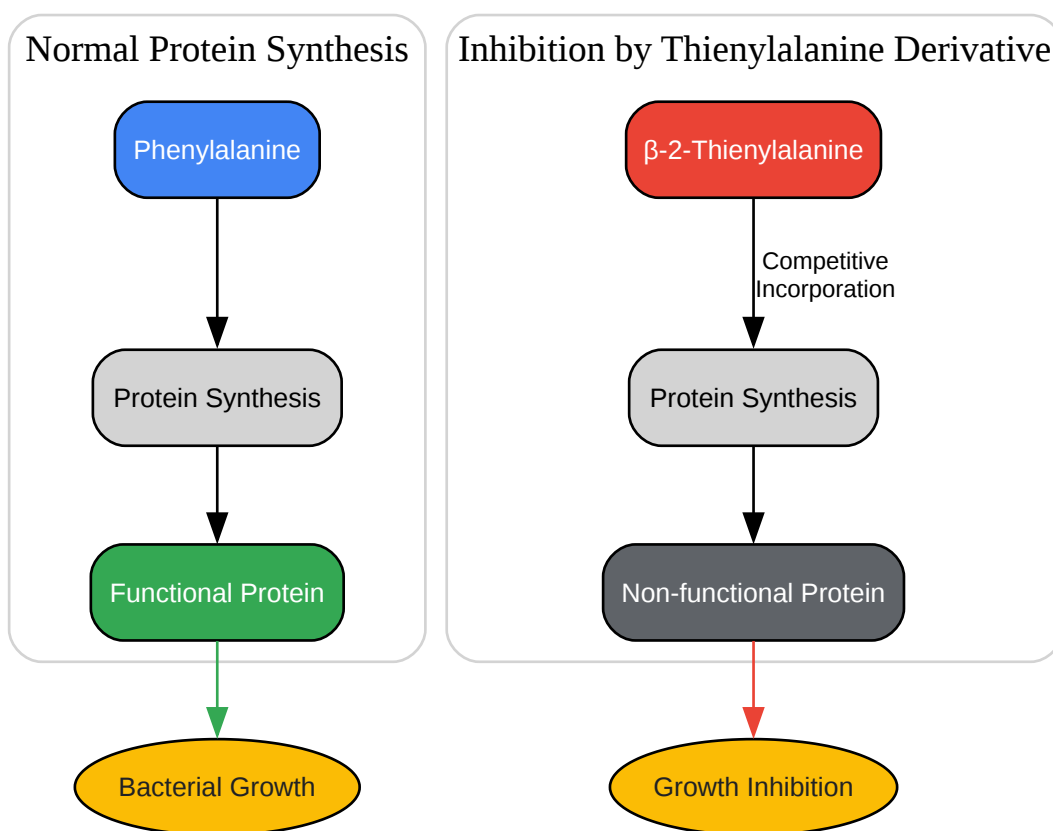 Normal Protein Synthesis
Phenylalanine
Protein Synthesis
Functional Protein
Bacterial Growth
Inhibition by Thienylalanine Derivative
β-2-Thienylalanine
Competitive
Incorporation
Protein Synthesis
Non-functional Protein
Growth Inhibition